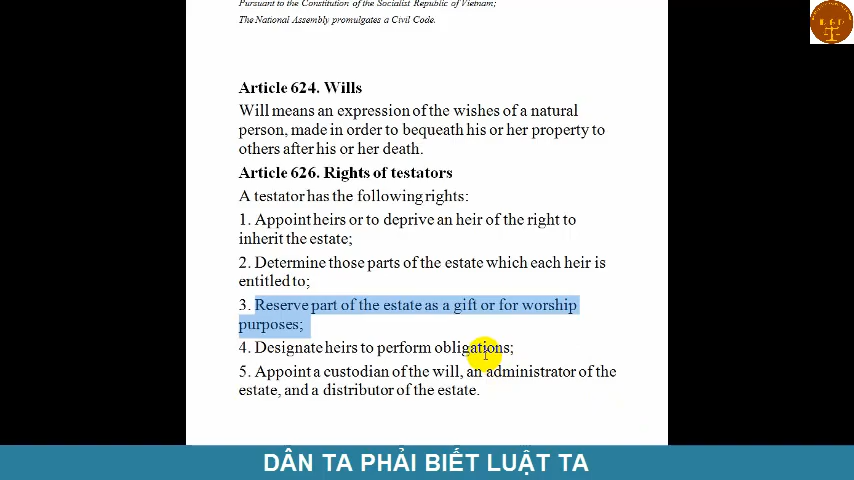 Pursuant to the Constitution of the Socialist Republic of Vietnam;
The National Assembly promulgates a Civil Code.
Article 624. Wills
Will means an expression of the wishes of a natural
person, made in order to bequeath his or her property to
others after his or her death.
Article 626. Rights of testators
A testator has the following rights:
1. Appoint heirs or to deprive an heir of the right to
inherit the estate;
2. Determine those parts of the estate which each heir is
entitled to;
3. Reserve part of the estate as a gift or for worship
purposes;
4. Designate heirs to perform obligations;
5. Appoint a custodian of the will, an administrator of the
estate, and a distributor of the estate.
DÂN TA PHẢI BIẾT LUẬT TA